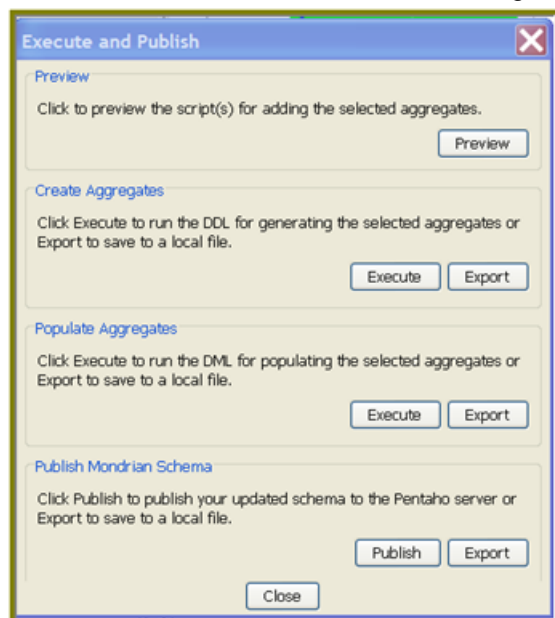 Execute and Publish
Preview
Click to preview the script(s) for adding the selected aggregates.
Preview
Create Aggregates
Click Execute to run the DDL for generating the selected aggregates or
Export to save to a local file.
Execute Export
Populate Aggregates
Click Execute to run the DML for populating the selected aggregates or
Export to save to a local file.
Execute Export
Publish Mondrian Schema
Click Publish to publish your updated schema to the Pentaho server or
Export to save to a local file.
Publish Export
Close